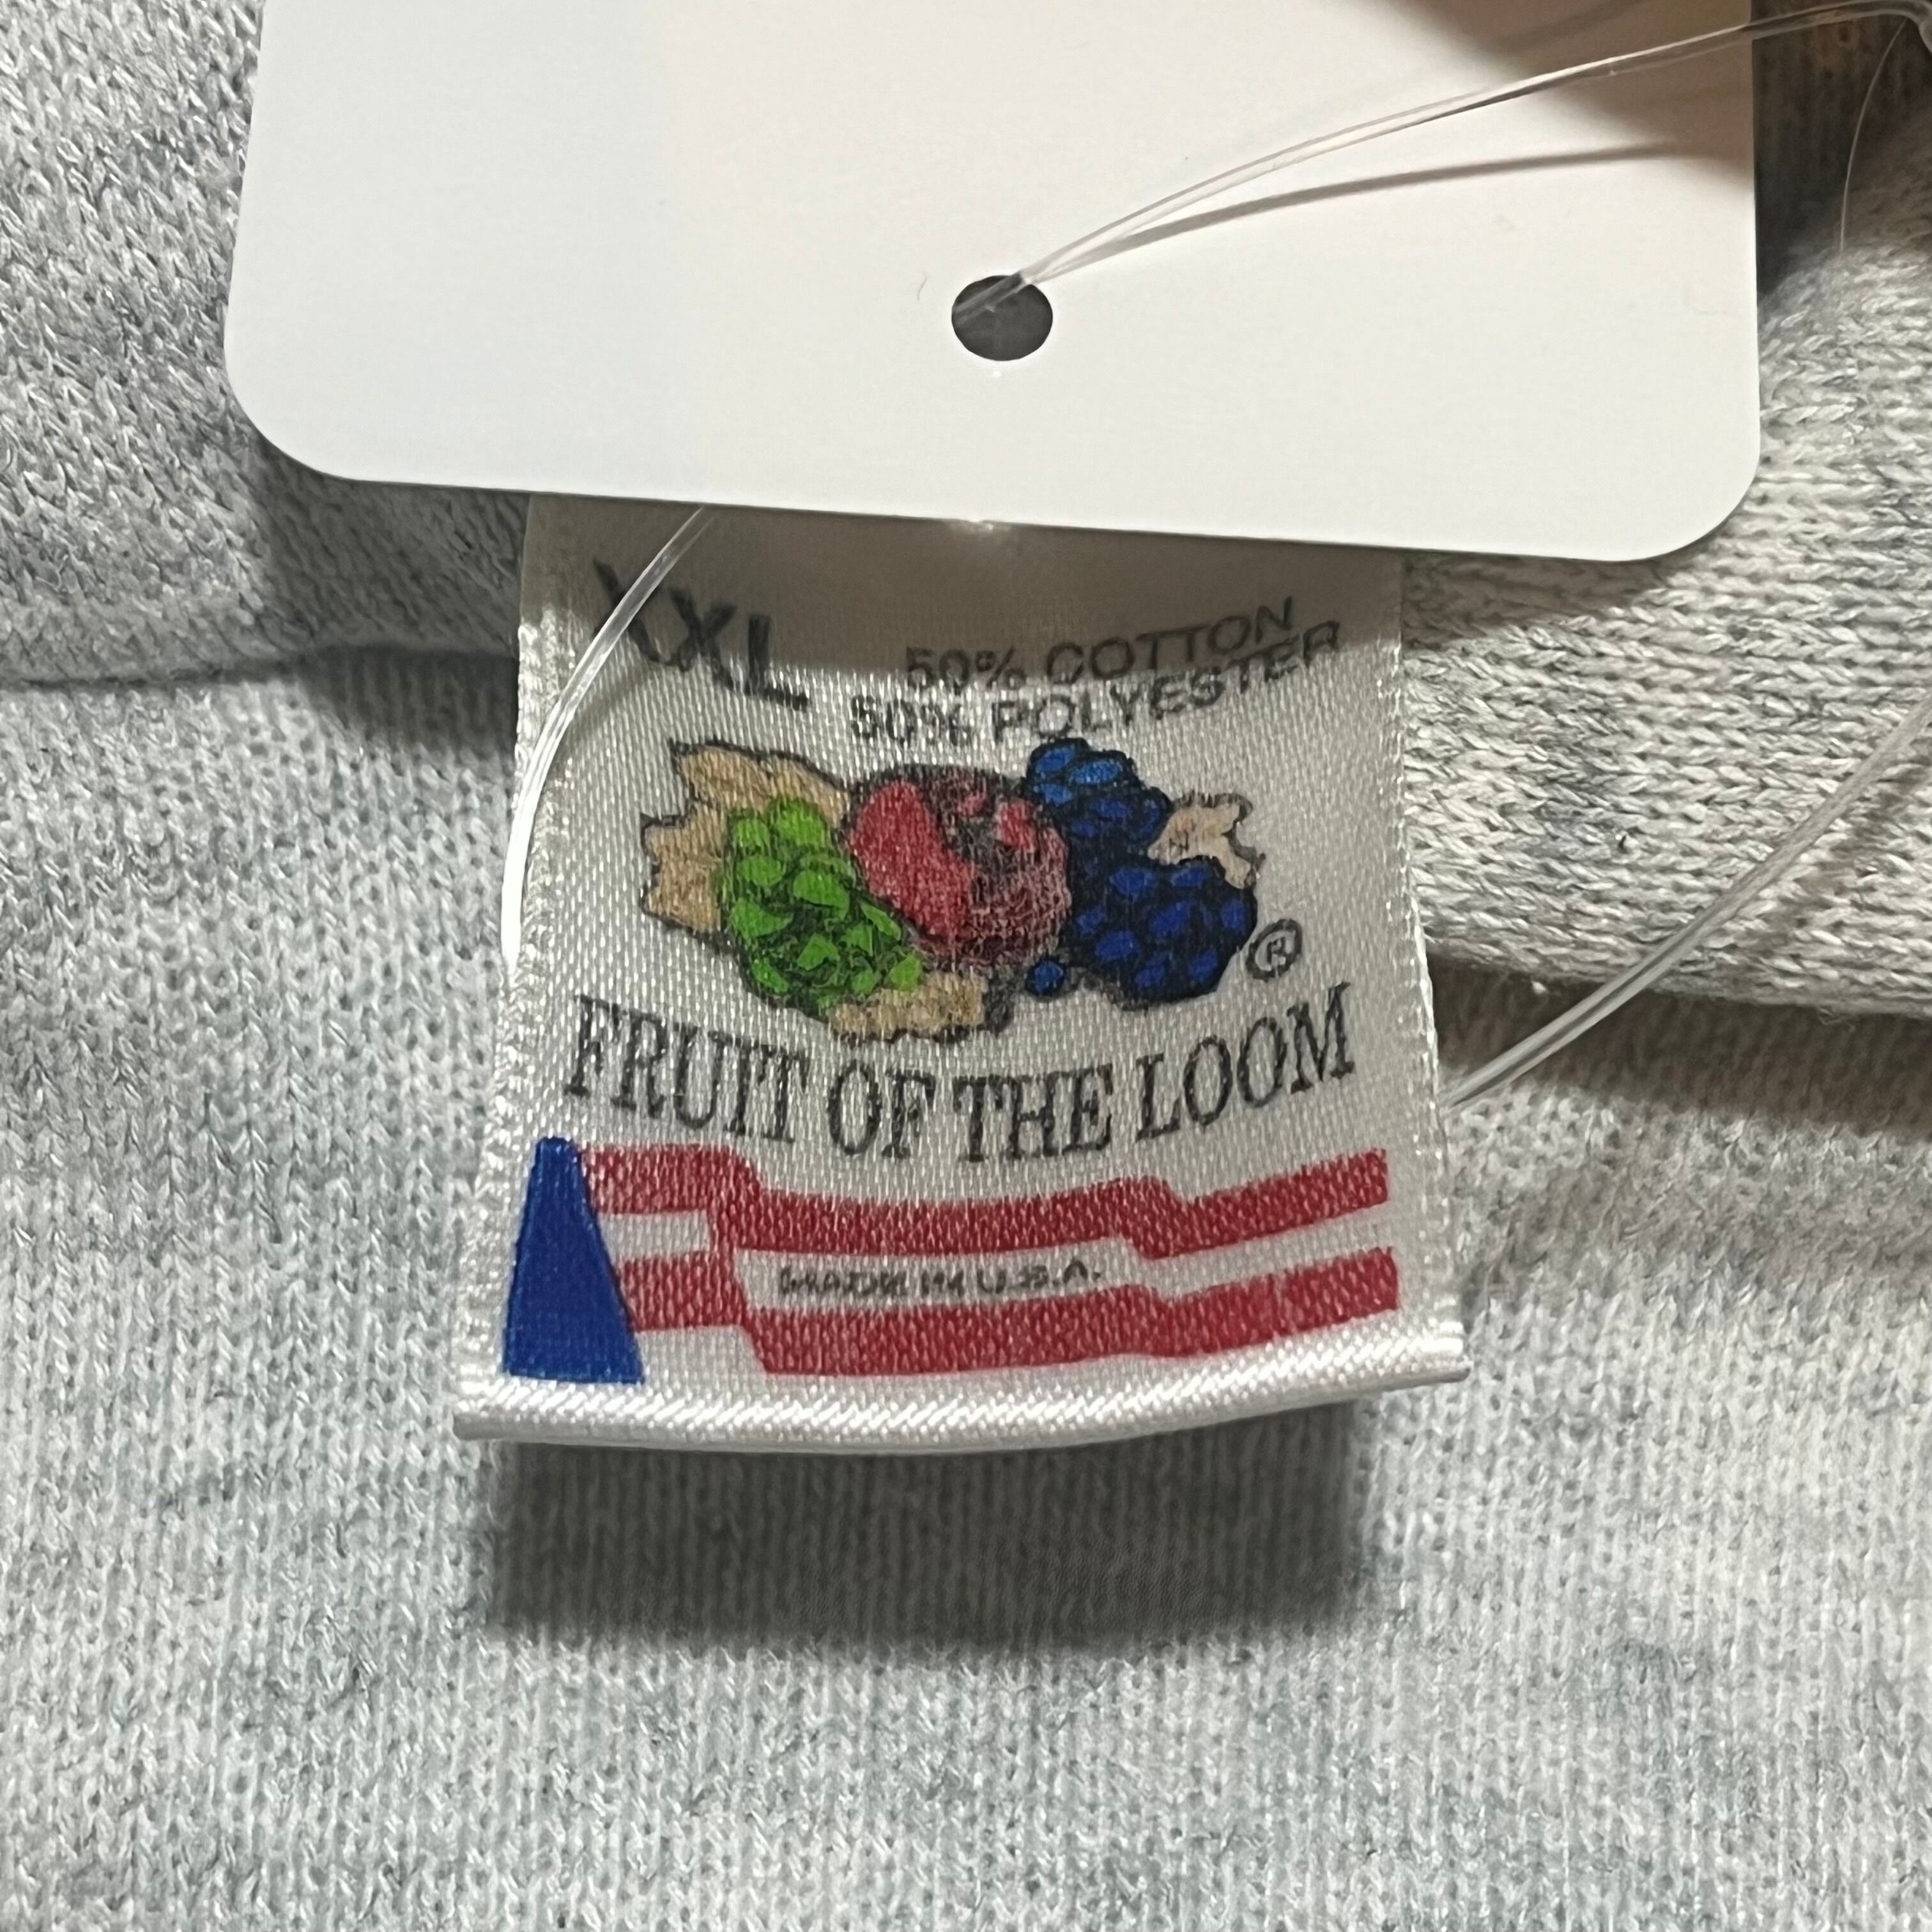 XXL
50% COTTON
50% POLYESTER
®
FRUIT OF THE LOOM
MADE IN U.S.A.